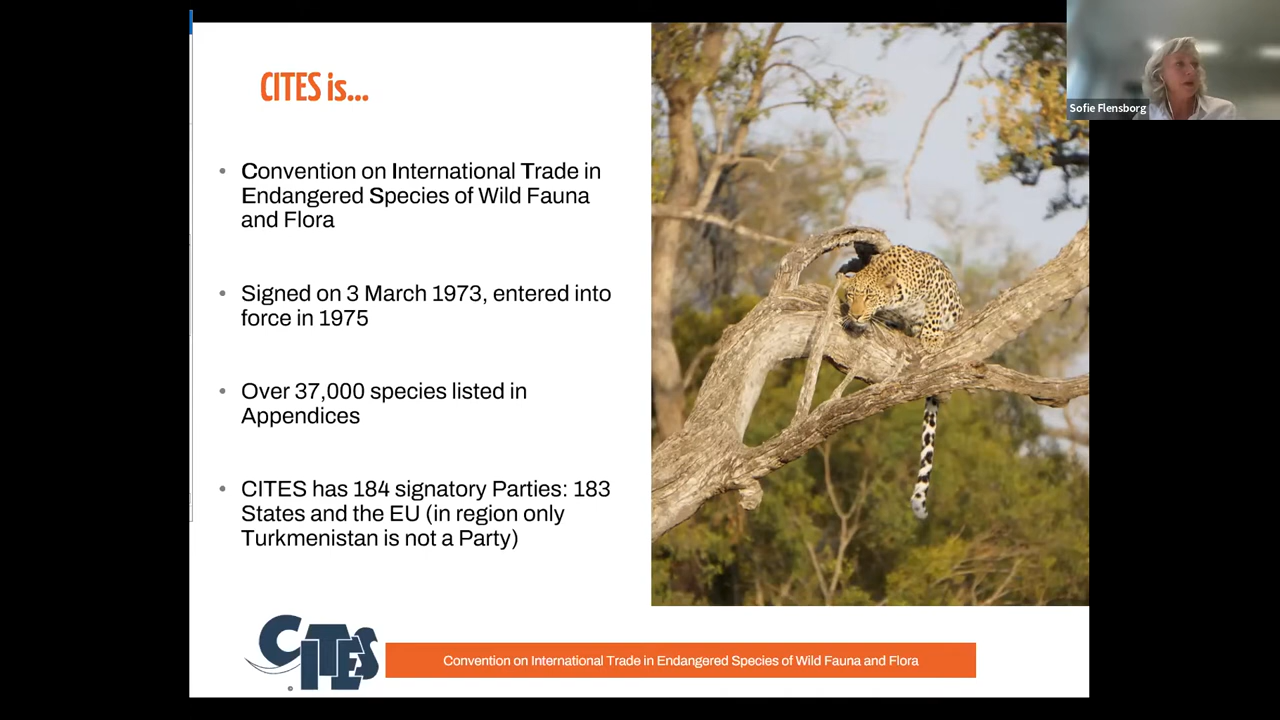 CITES is...
Sofie Flensborg
• Convention on International Trade in
Endangered Species of Wild Fauna
and Flora
• Signed on 3 March 1973, entered into
force in 1975
• Over 37,000 species listed in
Appendices
• CITES has 184 signatory Parties: 183
States and the EU (in region only
Turkmenistan is not a Party)
CITES
©
Convention on International Trade in Endangered Species of Wild Fauna and Flora